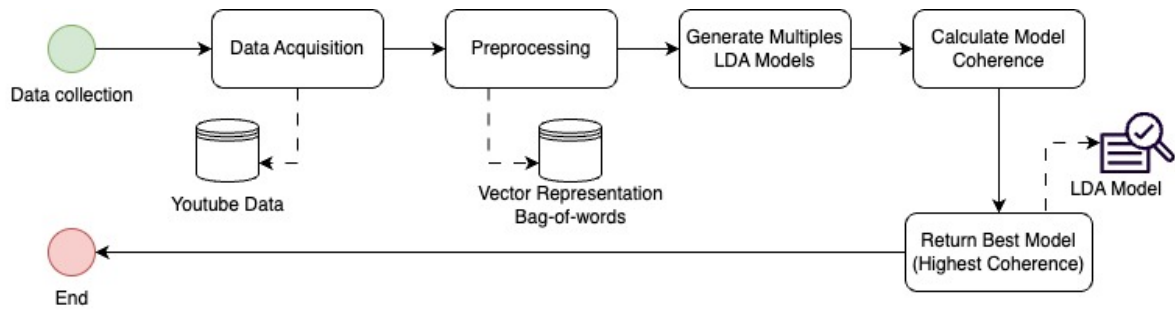 Data collection
Data Acquisition
Youtube Data
Preprocessing
Vector Representation
Bag-of-words
Generate Multiples
LDA Models
Calculate Model
Coherence
LDA Model
Return Best Model
(Highest Coherence)
End